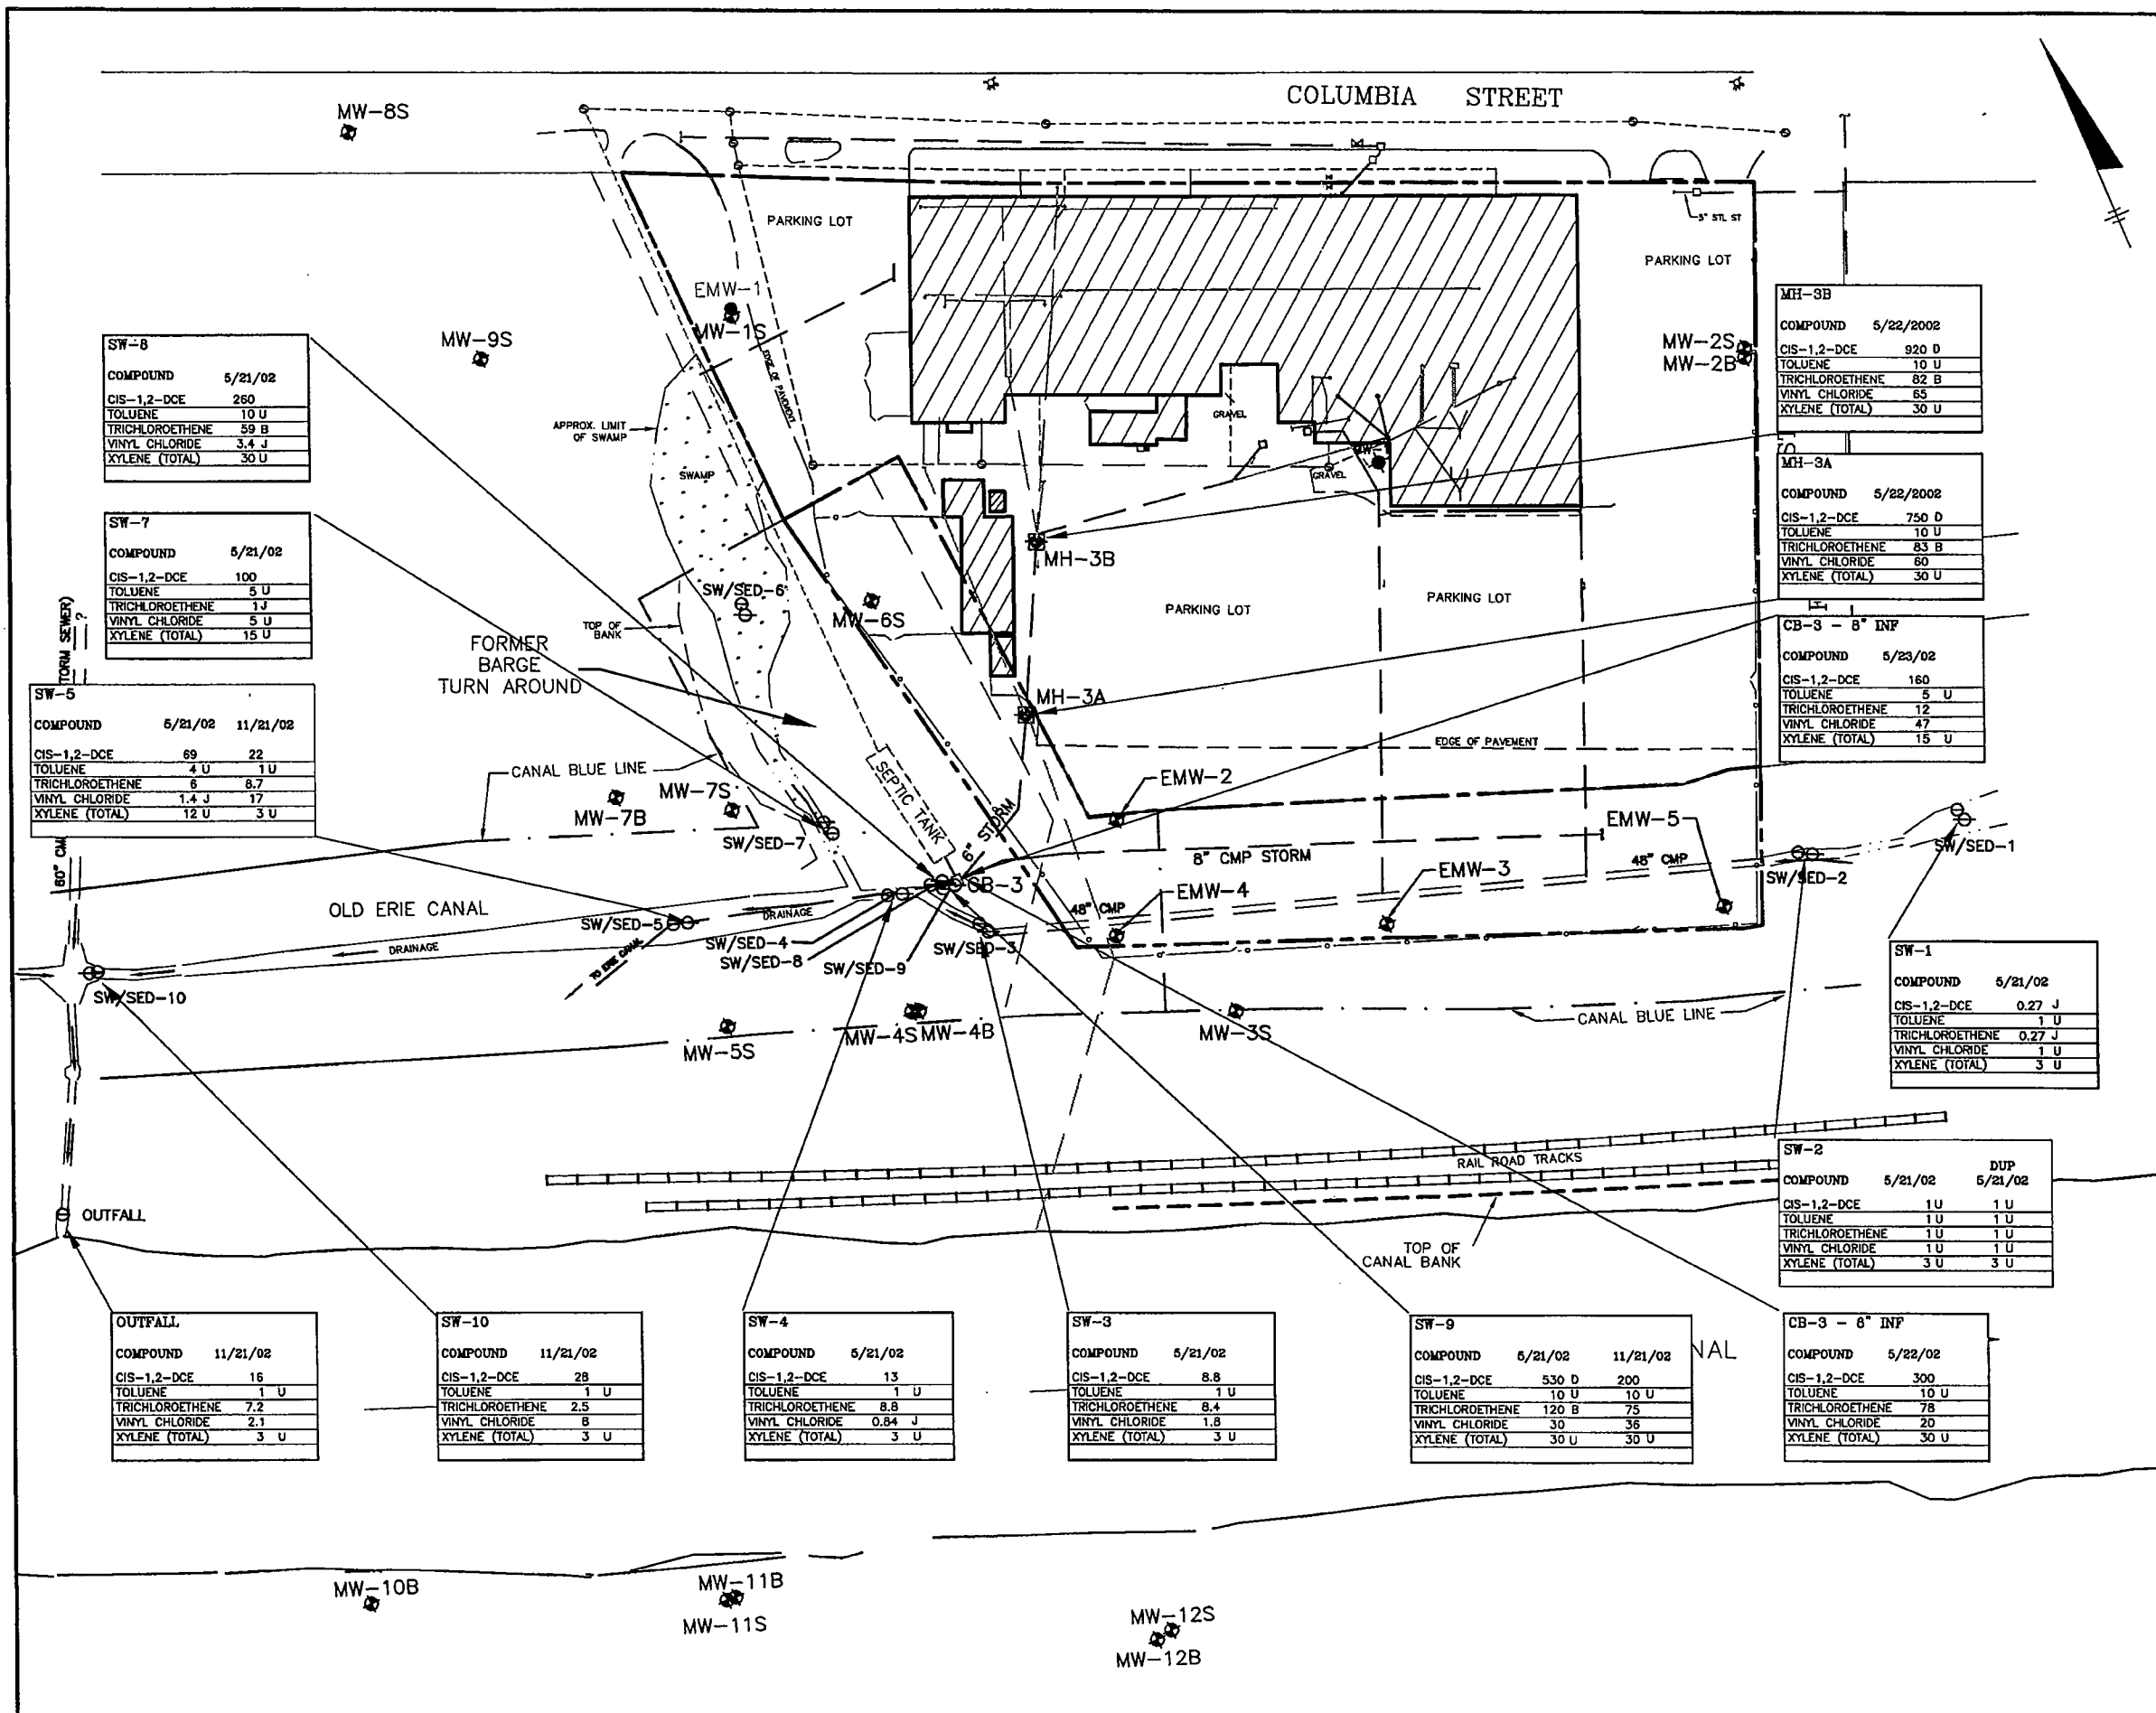 COLUMBIA STREET
MW-8S
PARKING LOT
3" STL ST
PARKING LOT
EMW-1
MW-1S
MW-9S
EDGE OF PAVEMENT
MW-2S
MW-2B
APPROX. LIMIT
OF SWAMP
SWAMP
GRAVEL
GRAVEL
MW-
SW-8
COMPOUND 5/21/02
CIS-1,2-DCE 260
TOLUENE 10 U
TRICHLOROETHENE 59 B
VINYL CHLORIDE 3.4 J
XYLENE (TOTAL) 30 U
MH-3B
COMPOUND 5/22/2002
CIS-1,2-DCE 920 D
TOLUENE 10 U
TRICHLOROETHENE 82 B
VINYL CHLORIDE 65
XYLENE (TOTAL) 30 U
SW-7
COMPOUND 5/21/02
CIS-1,2-DCE 100
TOLUENE 5 U
TRICHLOROETHENE 1 J
VINYL CHLORIDE 5 U
XYLENE (TOTAL) 15 U
MH-3A
COMPOUND 5/22/2002
CIS-1,2-DCE 750 D
TOLUENE 10 U
TRICHLOROETHENE 83 B
VINYL CHLORIDE 60
XYLENE (TOTAL) 30 U
MH-3B
SW/SED-6
MW-6S
TOP OF
BANK
PARKING LOT
PARKING LOT
FORMER
BARGE
TURN AROUND
TORM SEWER)
?
CB-3 - 8" INF
COMPOUND 5/23/02
CIS-1,2-DCE 160
TOLUENE 5 U
TRICHLOROETHENE 12
VINYL CHLORIDE 47
XYLENE (TOTAL) 15 U
SW-5
COMPOUND 5/21/02 11/21/02
CIS-1,2-DCE 69 22
TOLUENE 4 U 1 U
TRICHLOROETHENE 6 8.7
VINYL CHLORIDE 1.4 J 17
XYLENE (TOTAL) 12 U 3 U
MH-3A
EDGE OF PAVEMENT
CANAL BLUE LINE
SEPTIC TANK
EMW-2
MW-7S
MW-7B
SW/SED-7
6" STORM
8" CMP STORM
EMW-5
48" CMP
SW/SED-1
SW/SED-2
60" CM
CB-3
EMW-3
EMW-4
48" CMP
OLD ERIE CANAL
DRAINAGE
SW/SED-5
SW/SED-4
SW/SED-8
SW/SED-9
SW/SED-3
DRAINAGE
TO ERIE CANAL
SW/SED-10
SW-1
COMPOUND 5/21/02
CIS-1,2-DCE 0.27 J
TOLUENE 1 U
TRICHLOROETHENE 0.27 J
VINYL CHLORIDE 1 U
XYLENE (TOTAL) 3 U
CANAL BLUE LINE
MW-5S
MW-4S
MW-4B
MW-3S
RAIL ROAD TRACKS
SW-2
DUP
COMPOUND 5/21/02 5/21/02
CIS-1,2-DCE 1 U 1 U
TOLUENE 1 U 1 U
TRICHLOROETHENE 1 U 1 U
VINYL CHLORIDE 1 U 1 U
XYLENE (TOTAL) 3 U 3 U
OUTFALL
TOP OF
CANAL BANK
OUTFALL
COMPOUND 11/21/02
CIS-1,2-DCE 16
TOLUENE 1 U
TRICHLOROETHENE 7.2
VINYL CHLORIDE 2.1
XYLENE (TOTAL) 3 U
SW-10
COMPOUND 11/21/02
CIS-1,2-DCE 28
TOLUENE 1 U
TRICHLOROETHENE 2.5
VINYL CHLORIDE 8
XYLENE (TOTAL) 3 U
SW-4
COMPOUND 5/21/02
CIS-1,2-DCE 13
TOLUENE 1 U
TRICHLOROETHENE 8.8
VINYL CHLORIDE 0.84 J
XYLENE (TOTAL) 3 U
SW-3
COMPOUND 5/21/02
CIS-1,2-DCE 8.8
TOLUENE 1 U
TRICHLOROETHENE 8.4
VINYL CHLORIDE 1.8
XYLENE (TOTAL) 3 U
SW-9
COMPOUND 5/21/02 11/21/02
CIS-1,2-DCE 530 D 200
TOLUENE 10 U 10 U
TRICHLOROETHENE 120 B 75
VINYL CHLORIDE 30 36
XYLENE (TOTAL) 30 U 30 U
NAL
CB-3 - 6" INF
COMPOUND 5/22/02
CIS-1,2-DCE 300
TOLUENE 10 U
TRICHLOROETHENE 78
VINYL CHLORIDE 20
XYLENE (TOTAL) 30 U
MW-10B
MW-11B
MW-11S
MW-12S
MW-12B